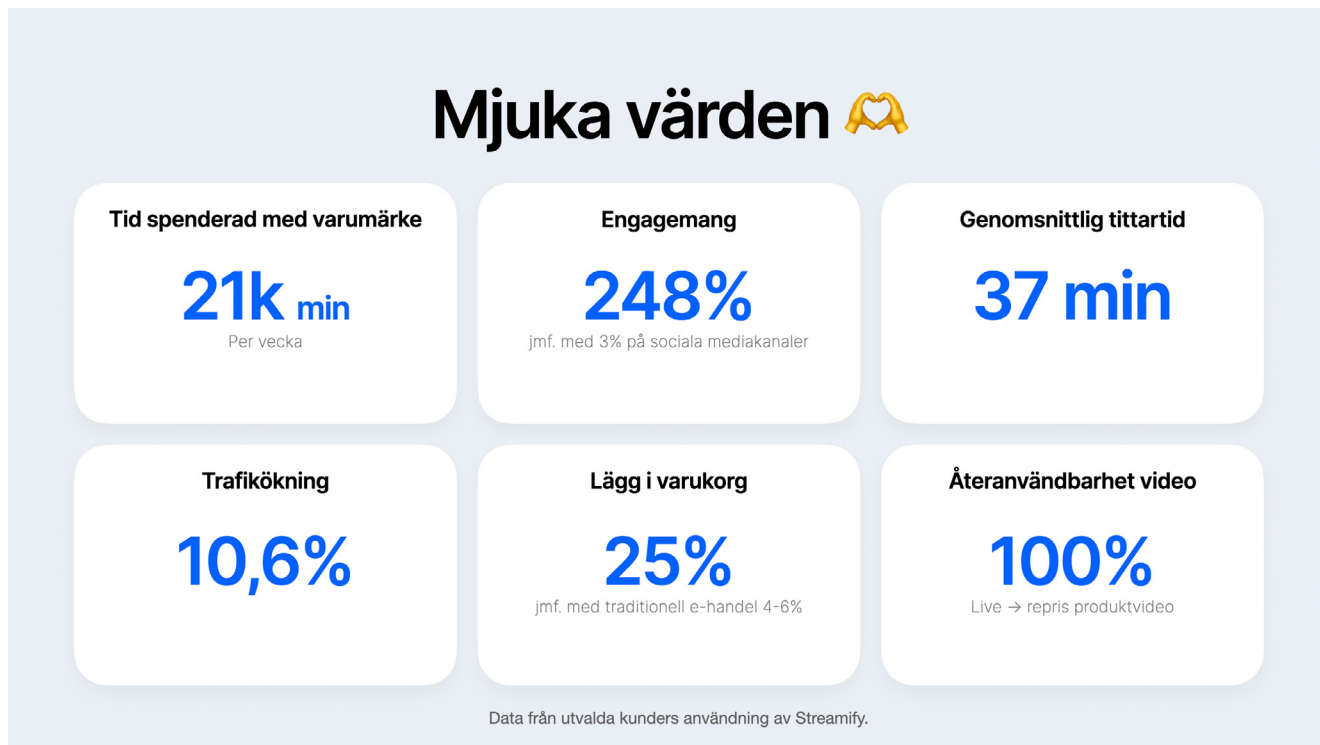 Mjuka värden 🫶
Tid spenderad med varumärke
21k min
Per vecka
Engagemang
248%
jmf. med 3% på sociala mediakanaler
Genomsnittlig tittartid
37 min
Trafikökning
10,6%
Lägg i varukorg
25%
jmf. med traditionell e-handel 4-6%
Återanvändbarhet video
100%
Live → repris produktvideo
Data från utvalda kunders användning av Streamify.